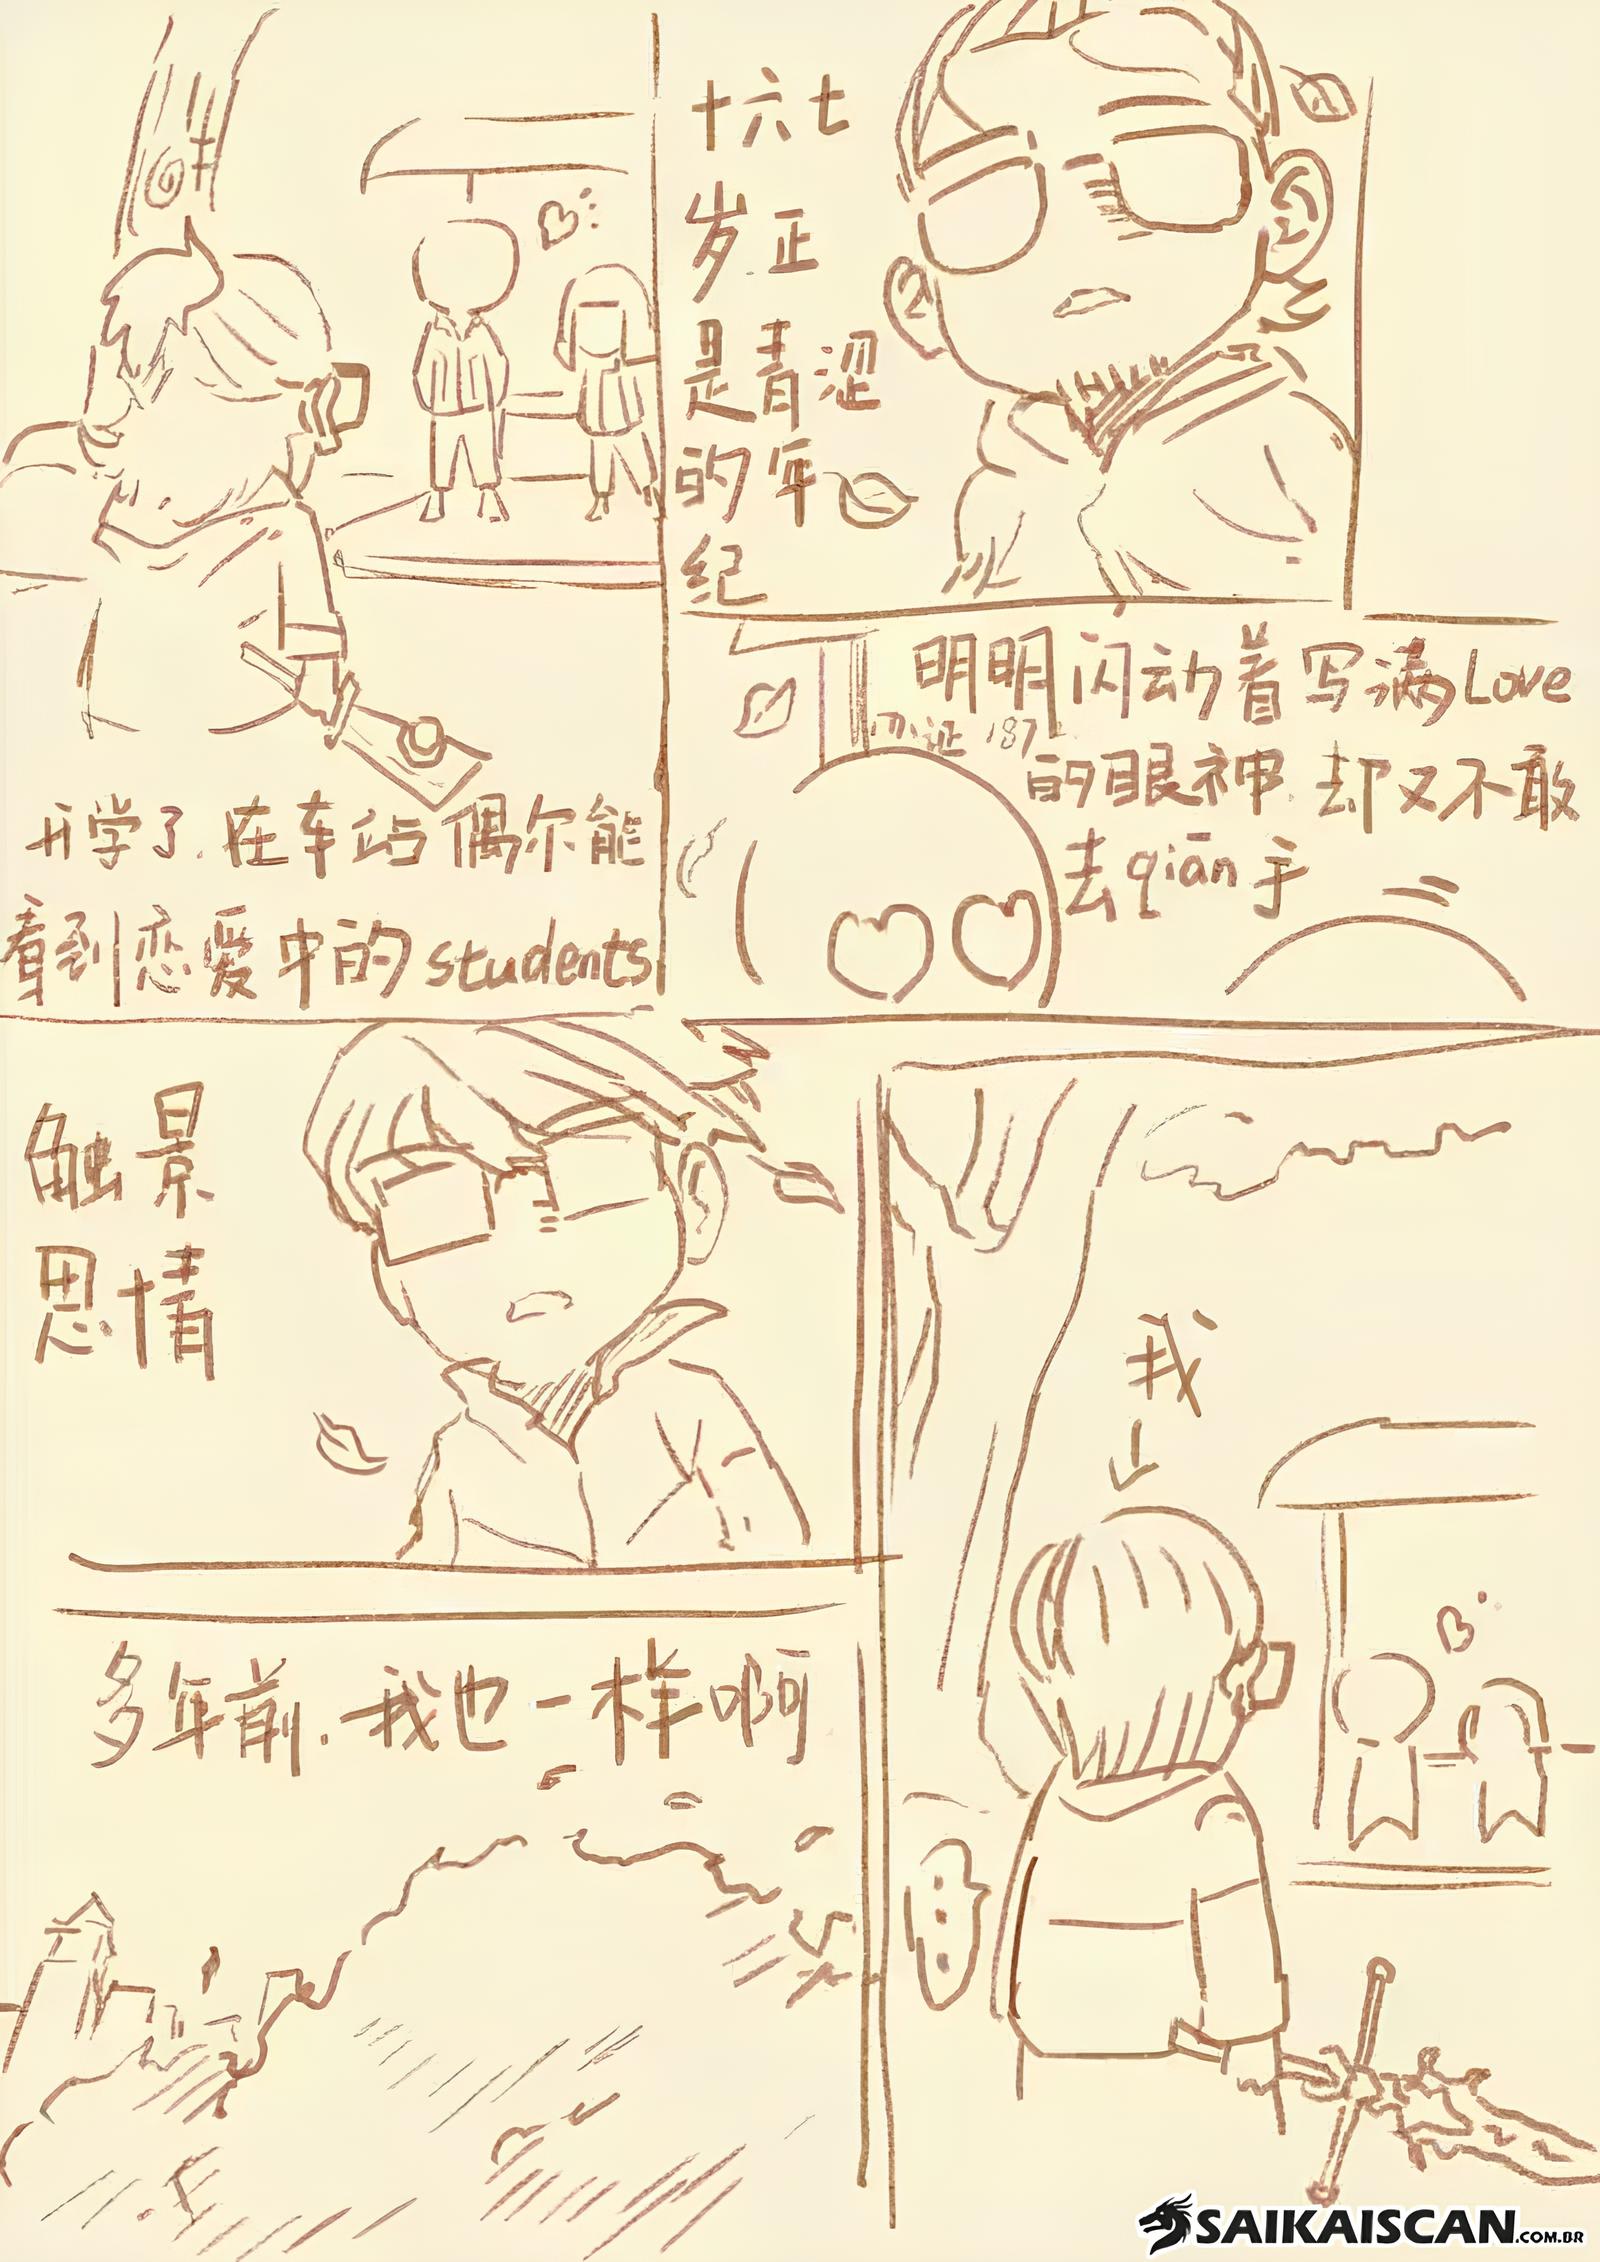 开学了.在车站偶尔能
看到恋爱中的students
十六七
岁.正
是青涩
的年
纪
明明闪动着写满Love
的眼神.却又不敢
去qiān手
触景
思情
我
多年前.我也一样啊
SAIKAISCAN.COM.BR